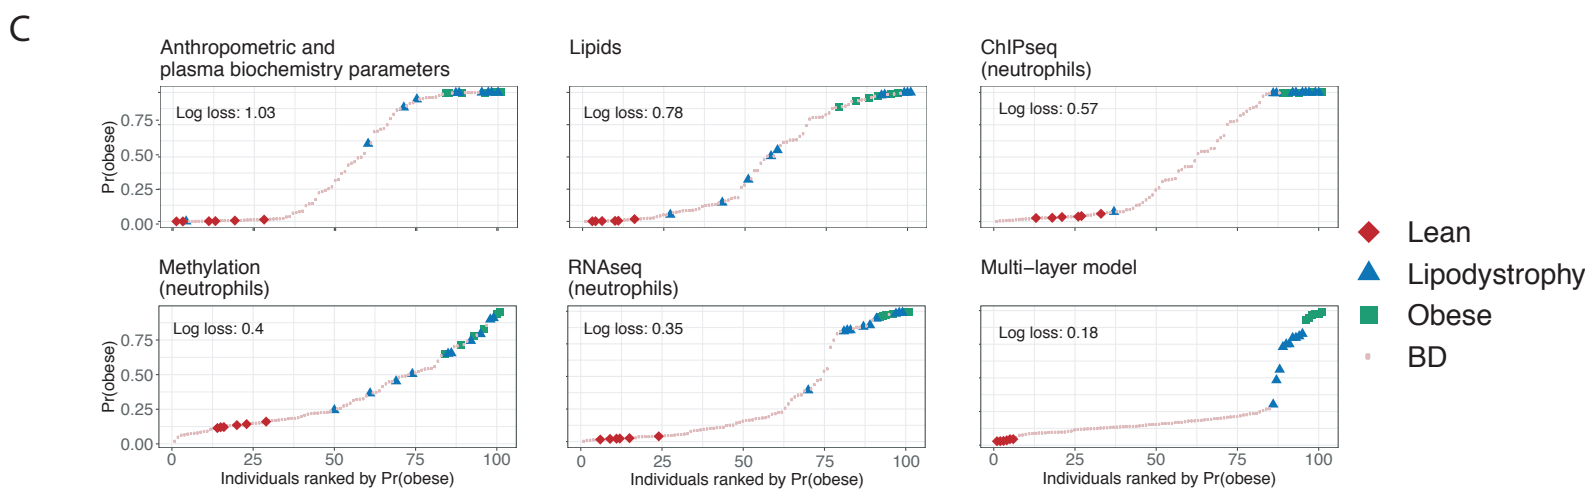 C
Anthropometric and
plasma biochemistry parameters
Lipids
ChIPseq
(neutrophils)
Log loss: 1.03
Log loss: 0.78
Log loss: 0.57
Pr(obese)
0.75
0.50
0.25
0.00
Methylation
(neutrophils)
RNAseq
(neutrophils)
Multi−layer model
Log loss: 0.4
Log loss: 0.35
Log loss: 0.18
Pr(obese)
0.75
0.50
0.25
0.00
0 25 50 75 100
0 25 50 75 100
0 25 50 75 100
Individuals ranked by Pr(obese)
Individuals ranked by Pr(obese)
Individuals ranked by Pr(obese)
Lean
Lipodystrophy
Obese
BD